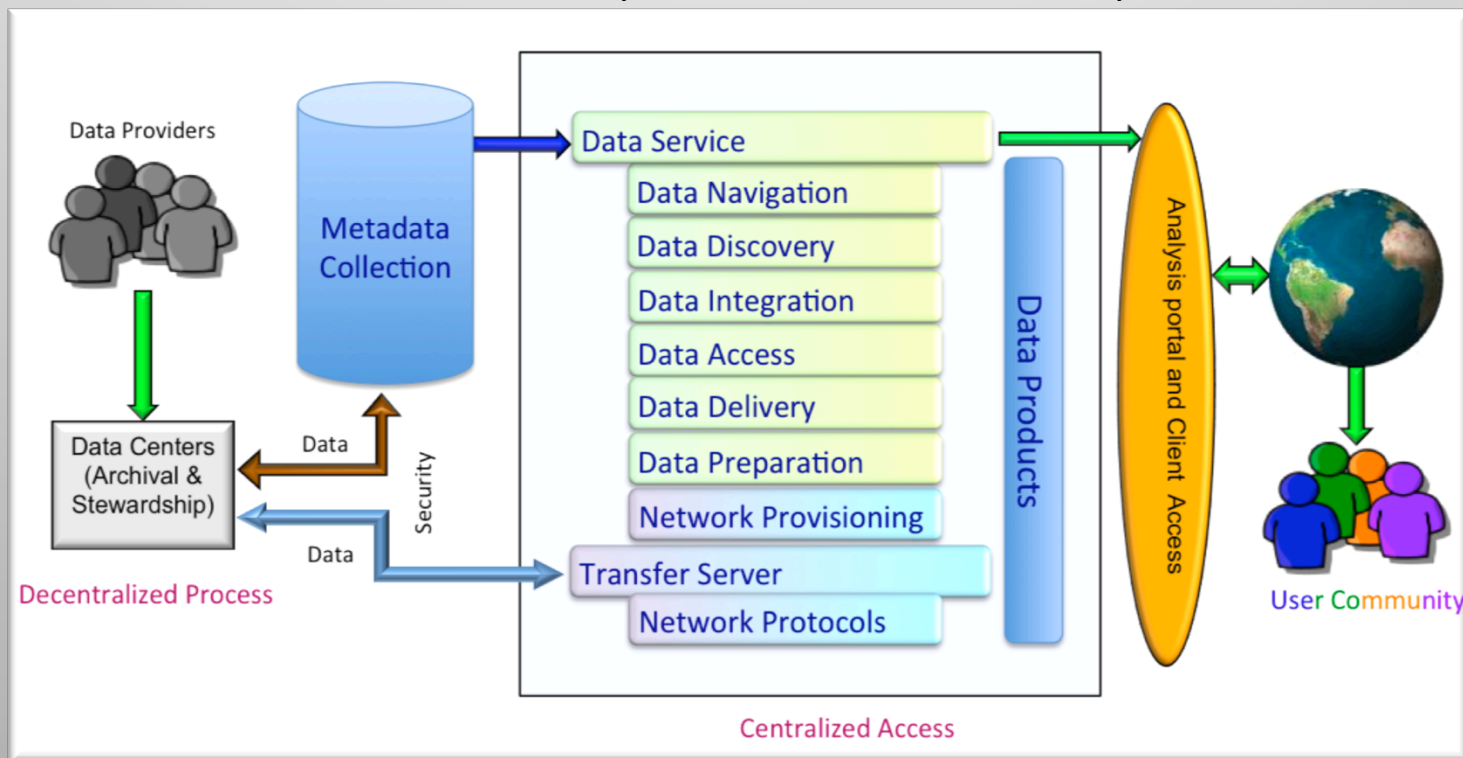 Data Providers
Metadata
Collection
Data Centers
(Archival &
Stewardship)
Data
Security
Data
Decentralized Process
Data Service
Data Navigation
Data Discovery
Data Integration
Data Access
Data Delivery
Data Preparation
Network Provisioning
Transfer Server
Network Protocols
Data Products
Centralized Access
Analysis portal and Client Access
User Community